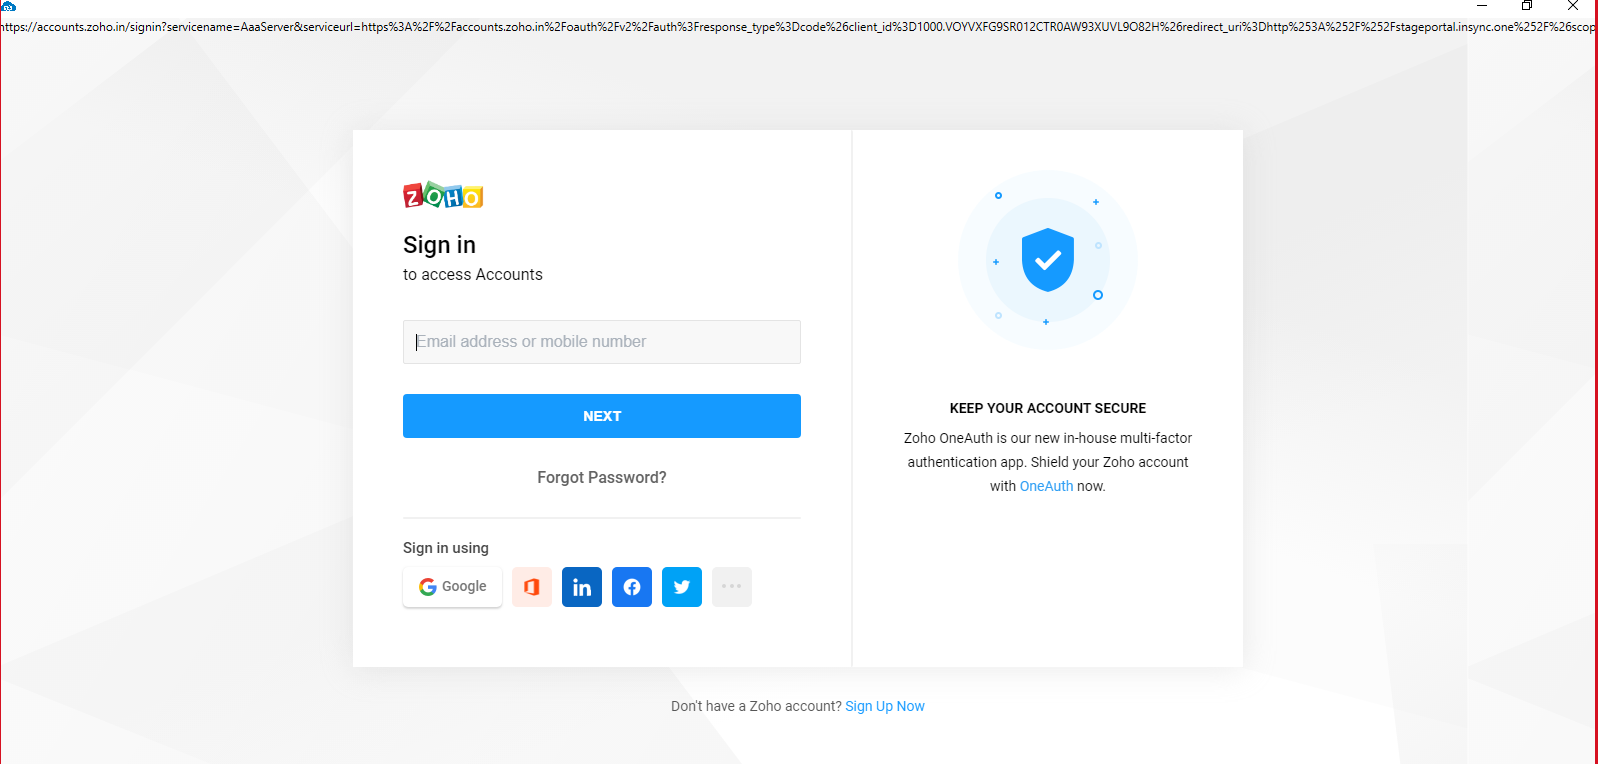 https://accounts.zoho.in/signin?servicename=AaaServer&serviceurl=https%3A%2F%2Faccounts.zoho.in%2Foauth%2Fv2%2Fauth%3Fresponse_type%3Dcode%26client_id%3D1000.VOYVXFG9SR012CTR0AW93XUVL9O82H%26redirect_uri%3Dhttp%253A%252F%252Fstageportal.insync.one%252F%26scop
ZOHO
Sign in
to access Accounts
Email address or mobile number
NEXT
Forgot Password?
Sign in using
Google
in
KEEP YOUR ACCOUNT SECURE
Zoho OneAuth is our new in-house multi-factor
authentication app. Shield your Zoho account
with OneAuth now.
Don't have a Zoho account? Sign Up Now